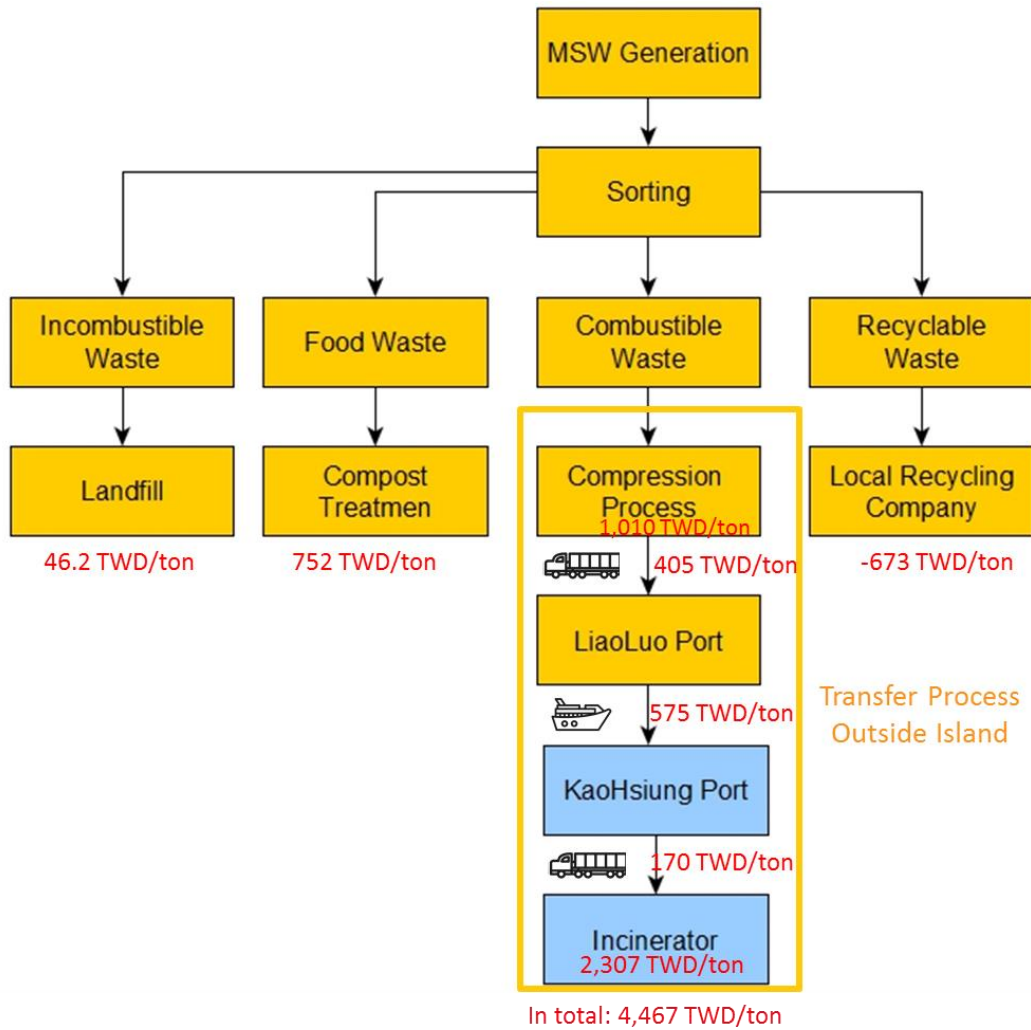 MSW Generation
Sorting
Incombustible
Waste
Food Waste
Combustible
Waste
Recyclable
Waste
Landfill
Compost
Treatmen
Compression
Process
1,010 TWD/ton
Local Recycling
Company
46.2 TWD/ton
752 TWD/ton
405 TWD/ton
-673 TWD/ton
LiaoLuo Port
575 TWD/ton
Transfer Process
Outside Island
KaoHsiung Port
170 TWD/ton
Incinerator
2,307 TWD/ton
In total: 4,467 TWD/ton